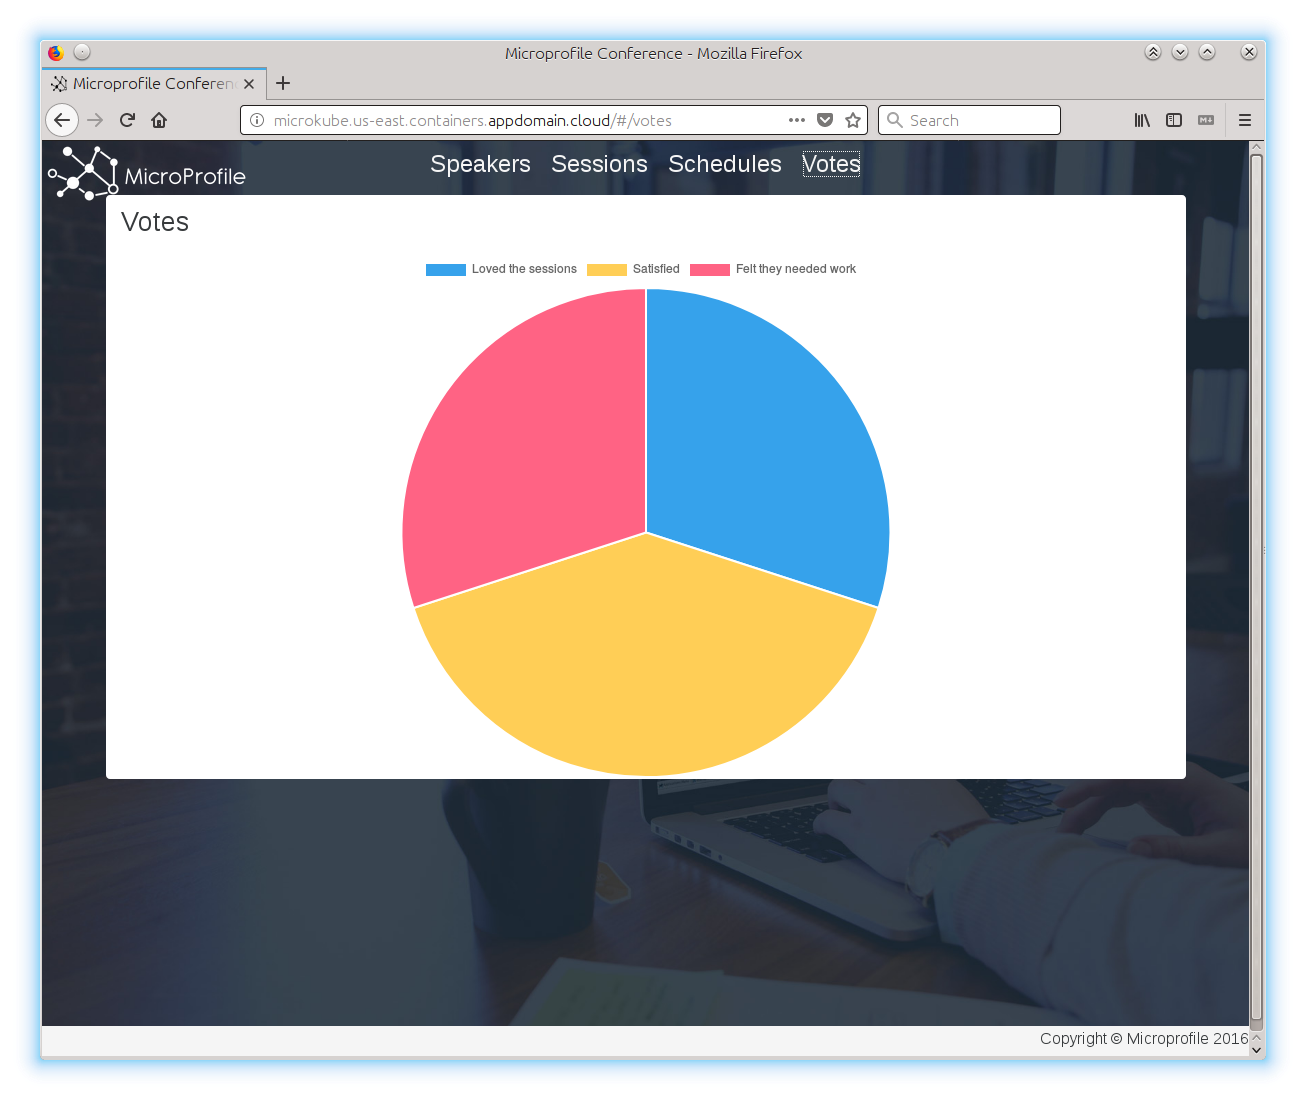 Microprofile Conference - Mozilla Firefox
Microprofile Conferenc
microkube.us-east.containers.appdomain.cloud/#/votes
Search
MicroProfile
Speakers Sessions Schedules Votes
Votes
Loved the sessions Satisfied Felt they needed work
Copyright © Microprofile 2016